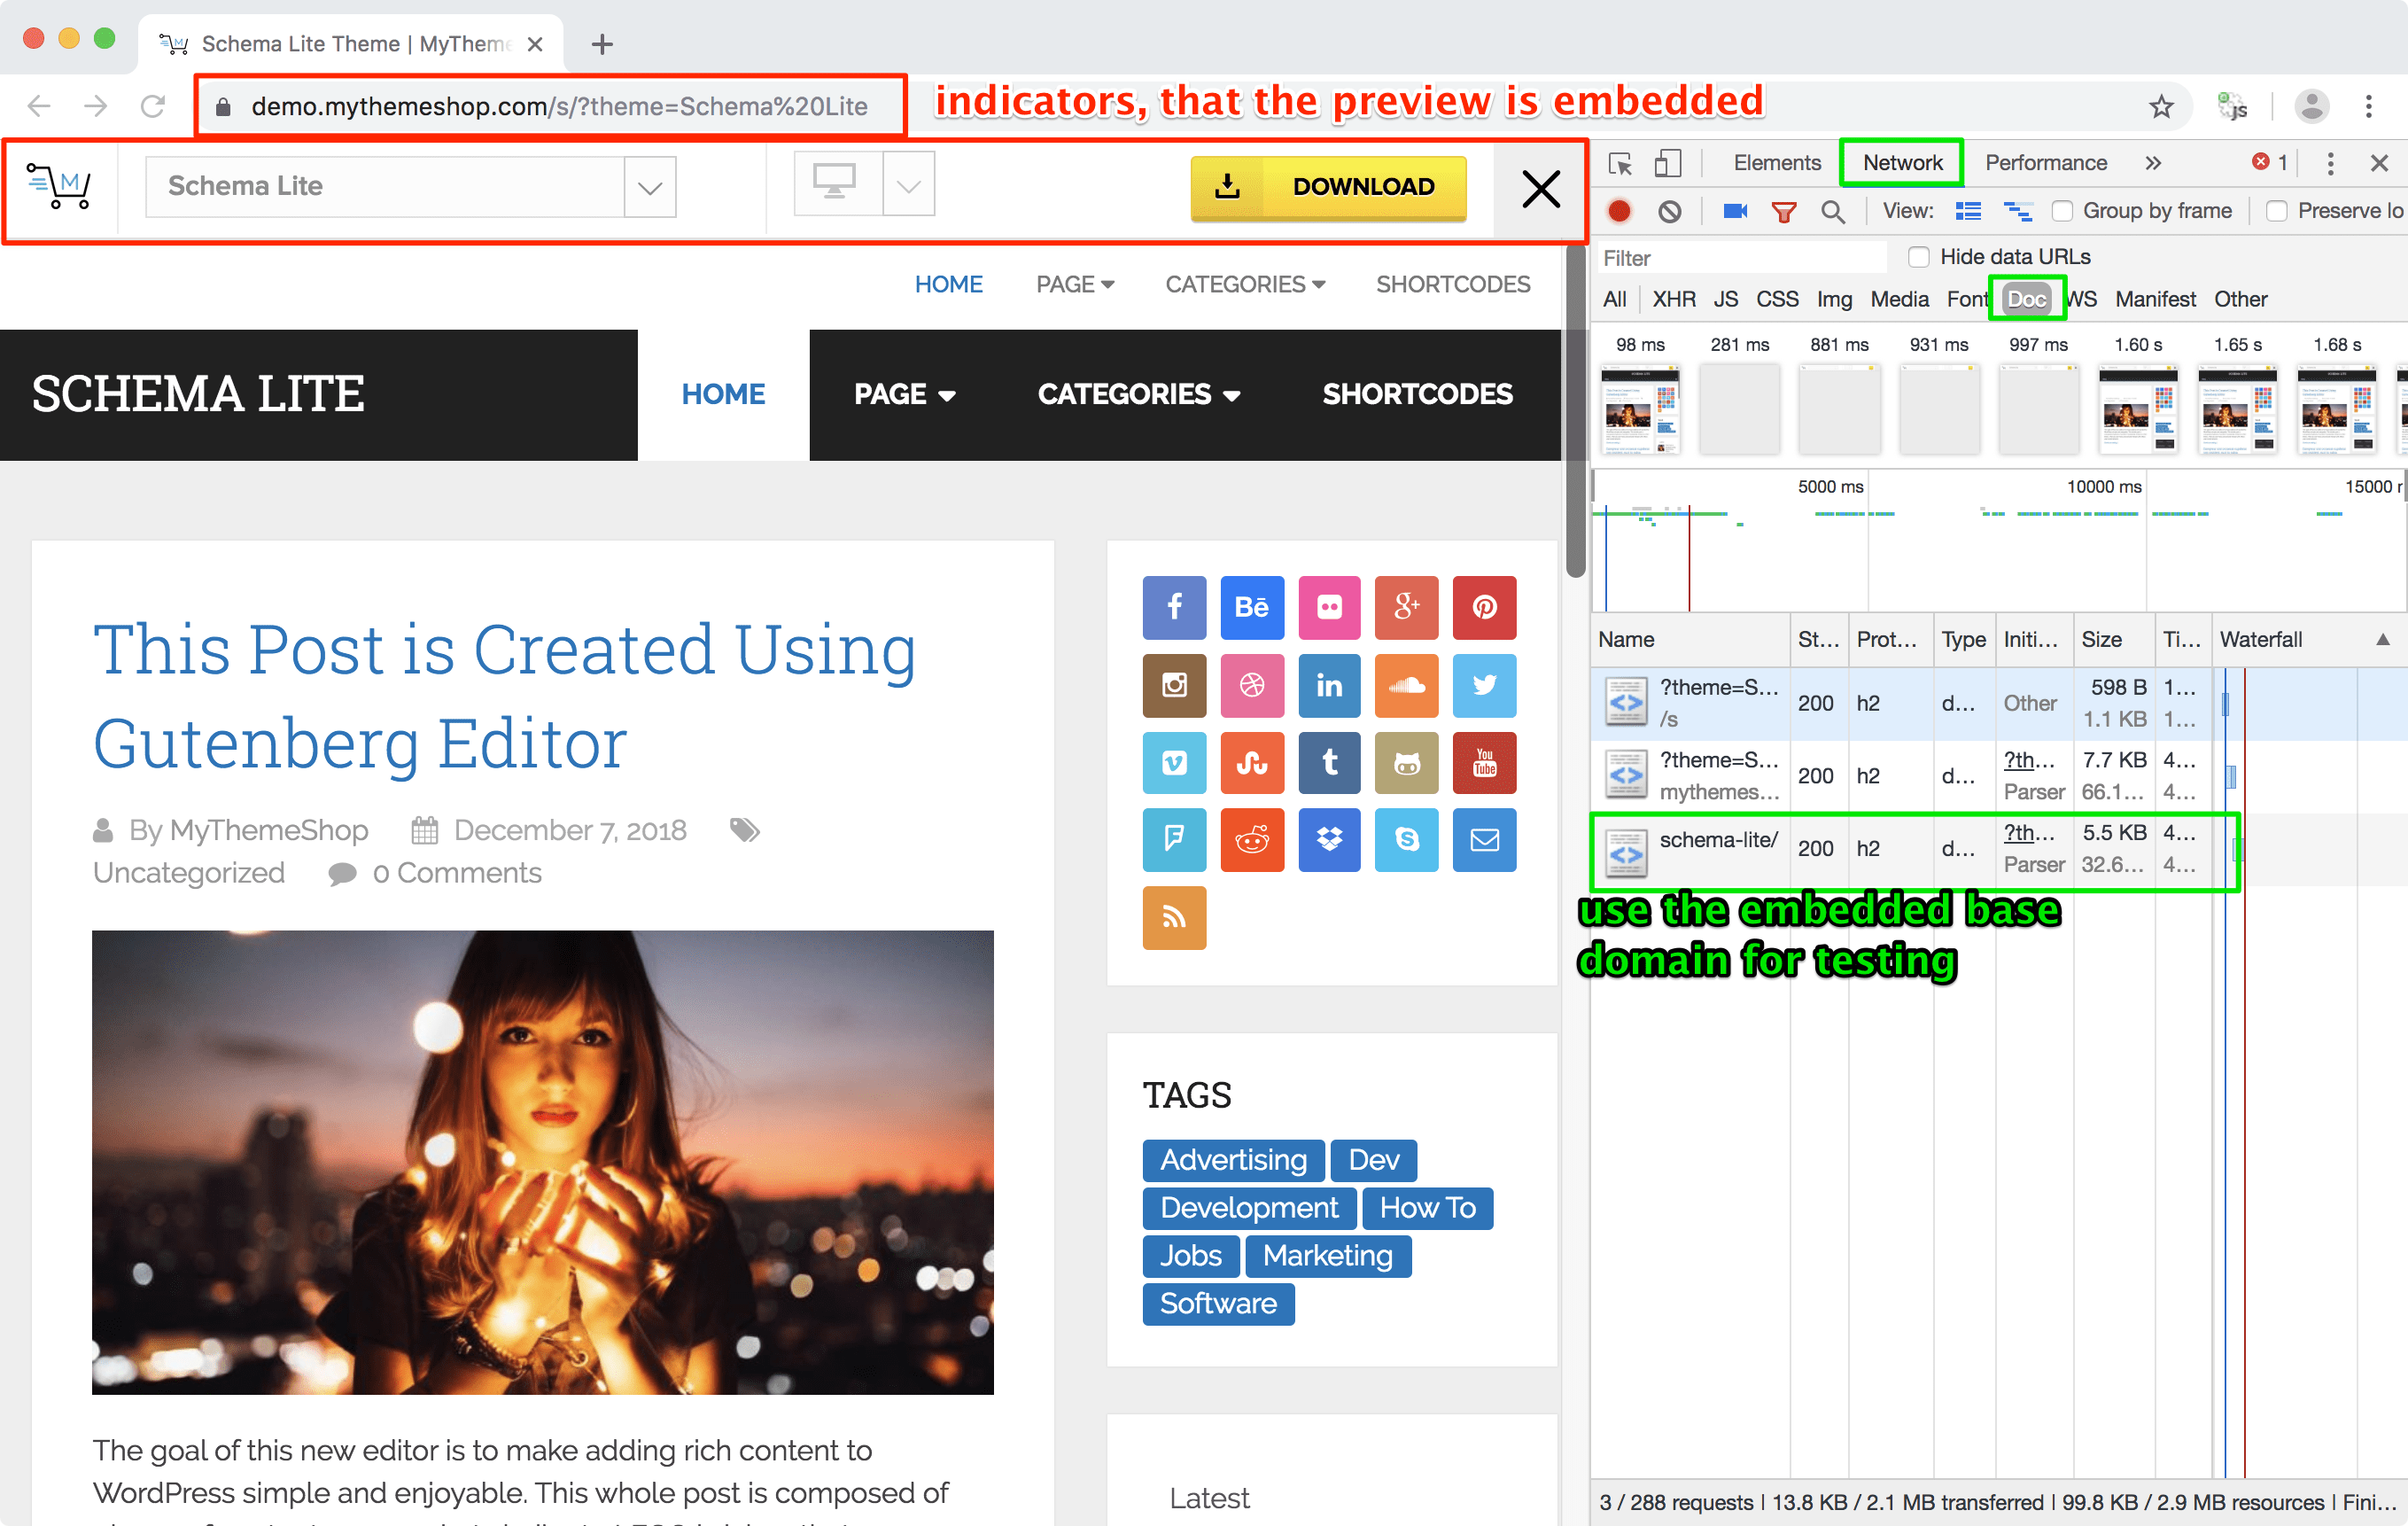 Schema Lite Theme | MyTheme
demo.mythemeshop.com/s/?theme=Schema%20Lite
indicators, that the preview is embedded
Schema Lite
DOWNLOAD
HOME PAGE CATEGORIES SHORTCODES
SCHEMA LITE
HOME PAGE CATEGORIES SHORTCODES
This Post is Created Using
Gutenberg Editor
By MyThemeShop December 7, 2018
Uncategorized 0 Comments
The goal of this new editor is to make adding rich content to
WordPress simple and enjoyable. This whole post is composed of
f Bē g+ in t You Tube
TAGS
Advertising Dev
Development How To
Jobs Marketing
Software
Latest
Elements Network Performance » 1
View: Group by frame Preserve lo
Filter Hide data URLs
All XHR JS CSS Img Media Font Doc WS Manifest Other
98 ms 281 ms 881 ms 931 ms 997 ms 1.60 s 1.65 s 1.68 s
5000 ms 10000 ms 15000
Name St... Prot... Type Initi... Size Ti... Waterfall
?theme=S... 200 h2 d... Other 598 B 1...
/s 1.1 KB 1...
?theme=S... 200 h2 d... ?th... 7.7 KB 4...
mythemes... Parser 66.1... 4...
schema-lite/ 200 h2 d... ?th... 5.5 KB 4...
Parser 32.6... 4...
use the embedded base
domain for testing
3 / 288 requests | 13.8 KB / 2.1 MB transferred | 99.8 KB / 2.9 MB resources | Fini...